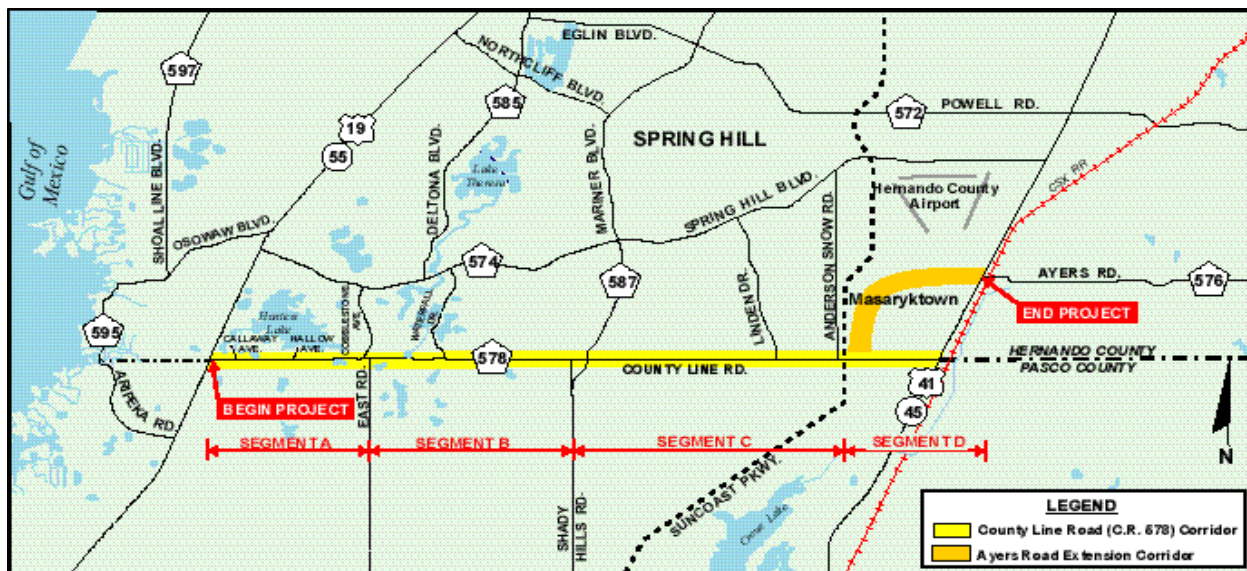 EGLIN BLVD.
NORTHCLIFF BLVD.
597
585
572
POWELL RD.
19
55
SPRING HILL
Gulf of
Mexico
SHOAL LINE BLVD.
DELTONA BLVD.
Lake
Theresa
MARINER BLVD.
SPRING HILL BLVD.
Hernando County
Airport
CSX RR
OSOWAW BLVD.
574
587
LINDEN DR.
ANDERSON SNOW RD.
AYERS RD.
576
Masaryktown
END PROJECT
595
Hunters
Lake
CALLAWAY
AVE.
HALLOW
AVE.
COBBLESTONE
AVE.
WATERFALL
DR.
578
COUNTY LINE RD.
HERNANDO COUNTY
PASCO COUNTY
ARIPEKA RD.
BEGIN PROJECT
EAST RD.
41
45
SEGMENT A
SEGMENT B
SEGMENT C
SEGMENT D
SHADY
HILLS RD.
SUNCOAST PKWY.
Crews Lake
N
LEGEND
County Line Road (C.R. 578) Corridor
Ayers Road Extension Corridor